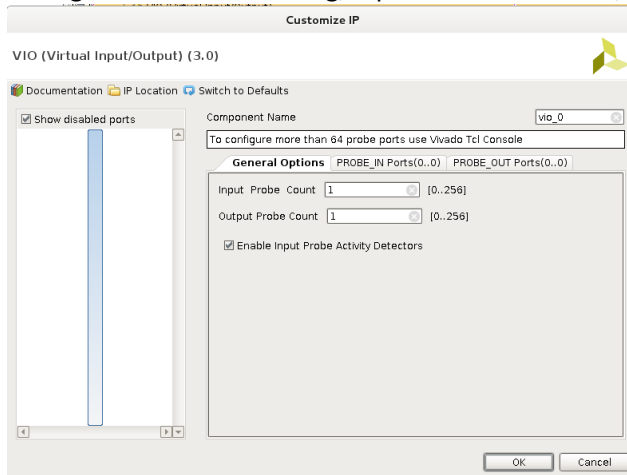 Customize IP
VIO (Virtual Input/Output) (3.0)
Documentation IP Location Switch to Defaults
Show disabled ports
Component Name vio_0
To configure more than 64 probe ports use Vivado Tcl Console
General Options PROBE_IN Ports(0..0) PROBE_OUT Ports(0..0)
Input Probe Count 1 [0..256]
Output Probe Count 1 [0..256]
Enable Input Probe Activity Detectors
OK Cancel